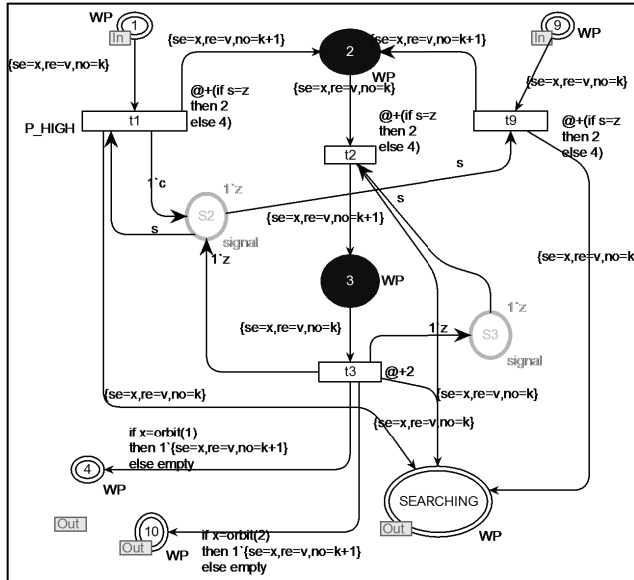 WP
1
In
{se=x,re=v,no=k+1}
2
WP
{se=x,re=v,no=k+1}
9
In
WP
{se=x,re=v,no=k}
{se=x,re=v,no=k}
{se=x,re=v,no=k}
P_HIGH
t1
@+(if s=z
then 2
else 4)
t2
@+(if s=z
then 2
else 4)
t9
@+(if s=z
then 2
else 4)
1`c
s
1`z
S2
signal
s
s
{se=x,re=v,no=k+1}
1`z
3
WP
{se=x,re=v,no=k}
{se=x,re=v,no=k}
1`z
1`z
S3
signal
t3
@+2
{se=x,re=v,no=k}
{se=x,re=v,no=k}
{se=x,re=v,no=k}
if x=orbit(1)
then 1`{se=x,re=v,no=k+1}
else empty
4
WP
SEARCHING
Out
WP
Out
10
Out
WP
if x=orbit(2)
then 1`{se=x,re=v,no=k+1}
else empty